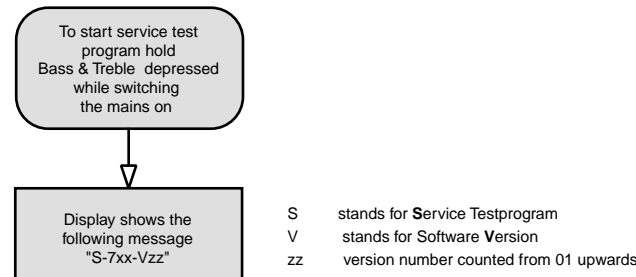 To start service test
program hold
Bass & Treble depressed
while switching
the mains on
Display shows the
following message
"S-7xx-Vzz"
S stands for Service Testprogram
V stands for Software Version
zz version number counted from 01 upwards